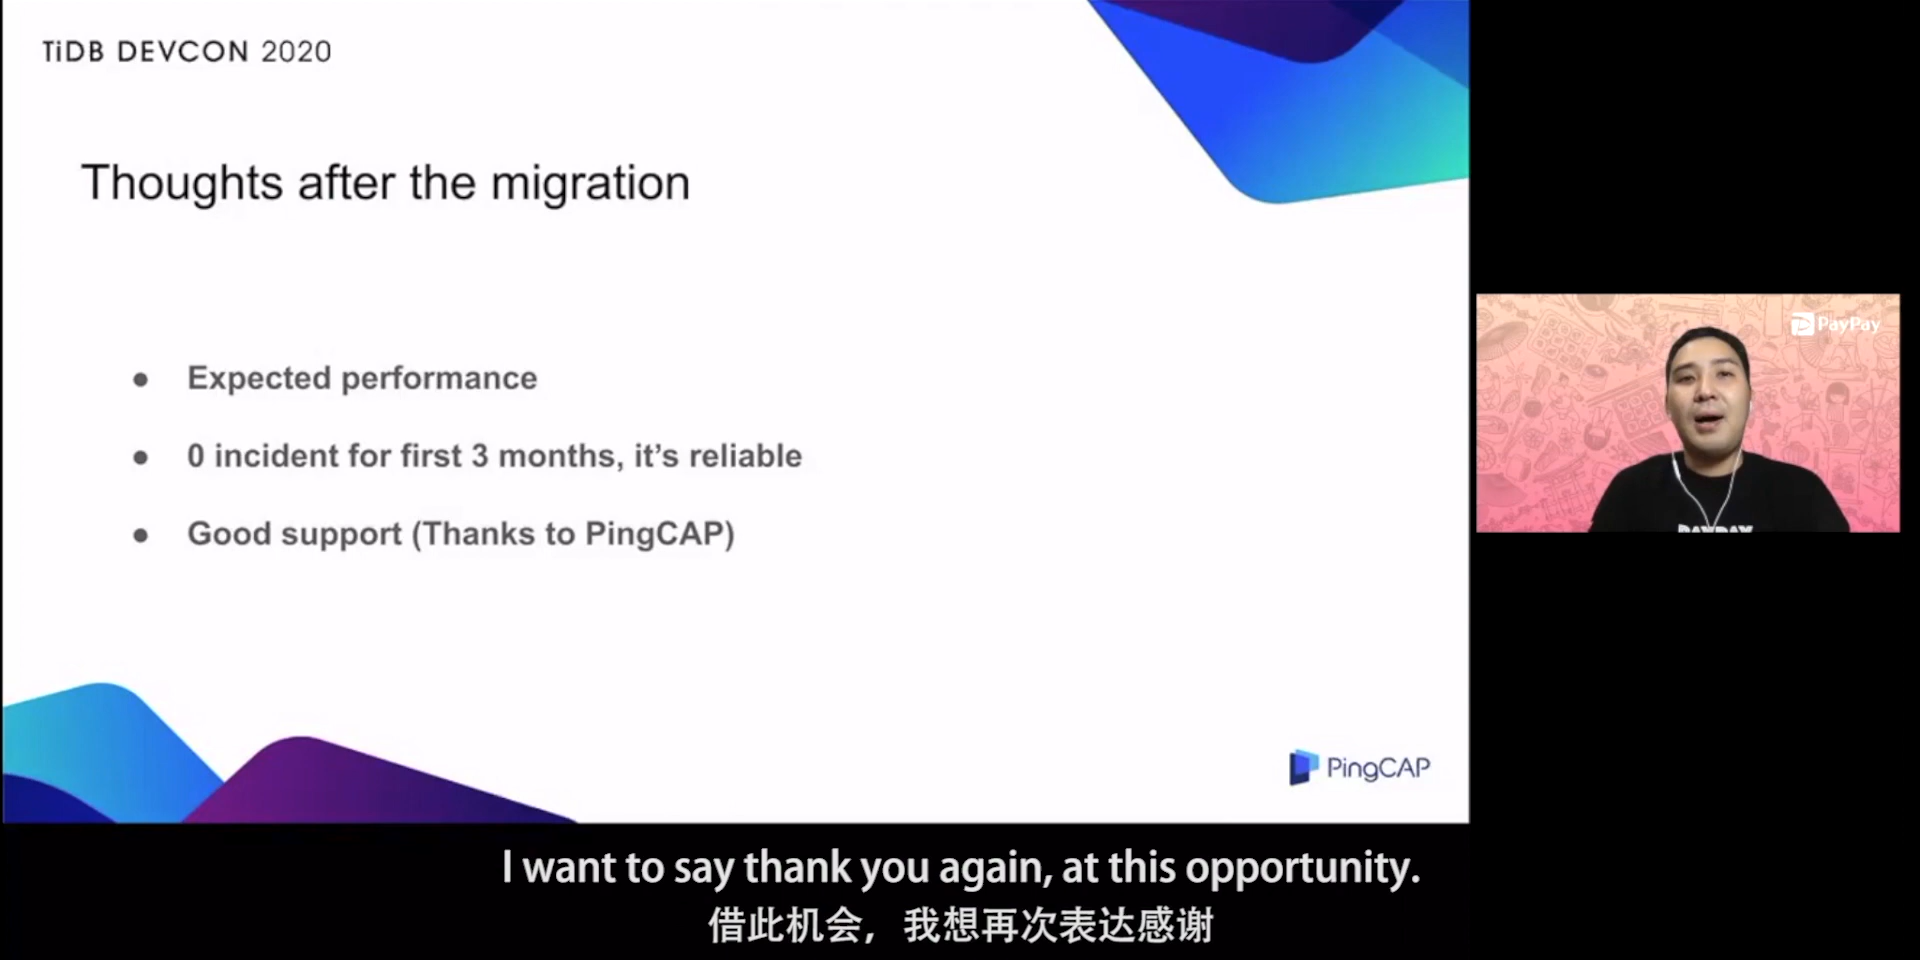 TiDB DEVCON 2020
Thoughts after the migration
● Expected performance
● 0 incident for first 3 months, it’s reliable
● Good support (Thanks to PingCAP)
PingCAP
PayPay
PAYPAY
I want to say thank you again, at this opportunity.
借此机会，我想再次表达感谢